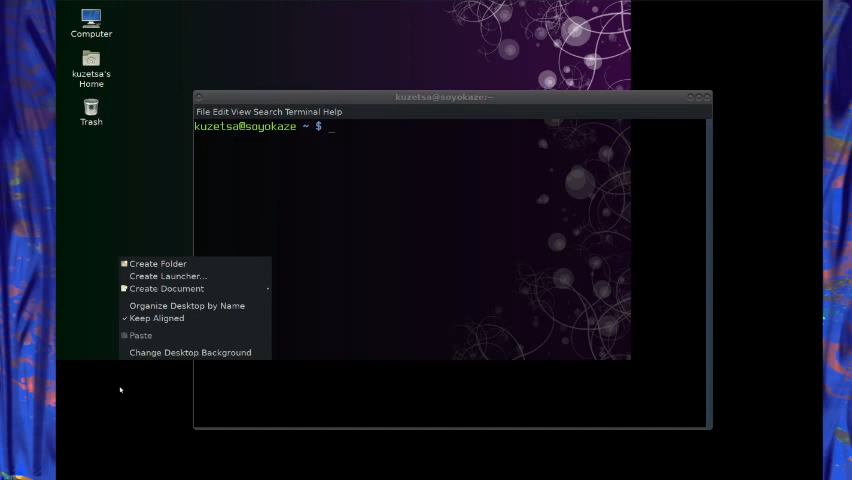 Computer
kuzetsa's
Home
Trash
kuzetsa@soyokaze:~
File Edit View Search Terminal Help
kuzetsa@soyokaze ~ $ _
Create Folder
Create Launcher...
Create Document
Organize Desktop by Name
Keep Aligned
Paste
Change Desktop Background